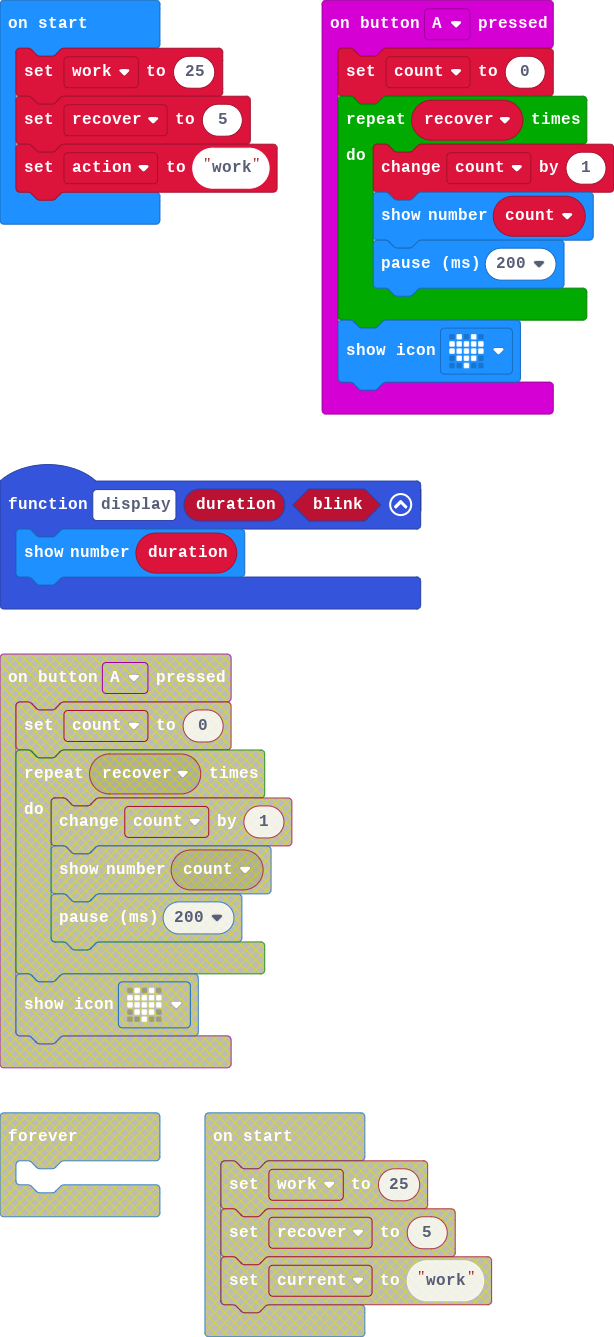 on start
set work to 25
set recover to 5
set action to "work"
on button A pressed
set count to 0
repeat recover times
do
change count by 1
show number count
pause (ms) 200
show icon
function display duration blink
show number duration
on button A pressed
set count to 0
repeat recover times
do
change count by 1
show number count
pause (ms) 200
show icon
forever
on start
set work to 25
set recover to 5
set current to "work"